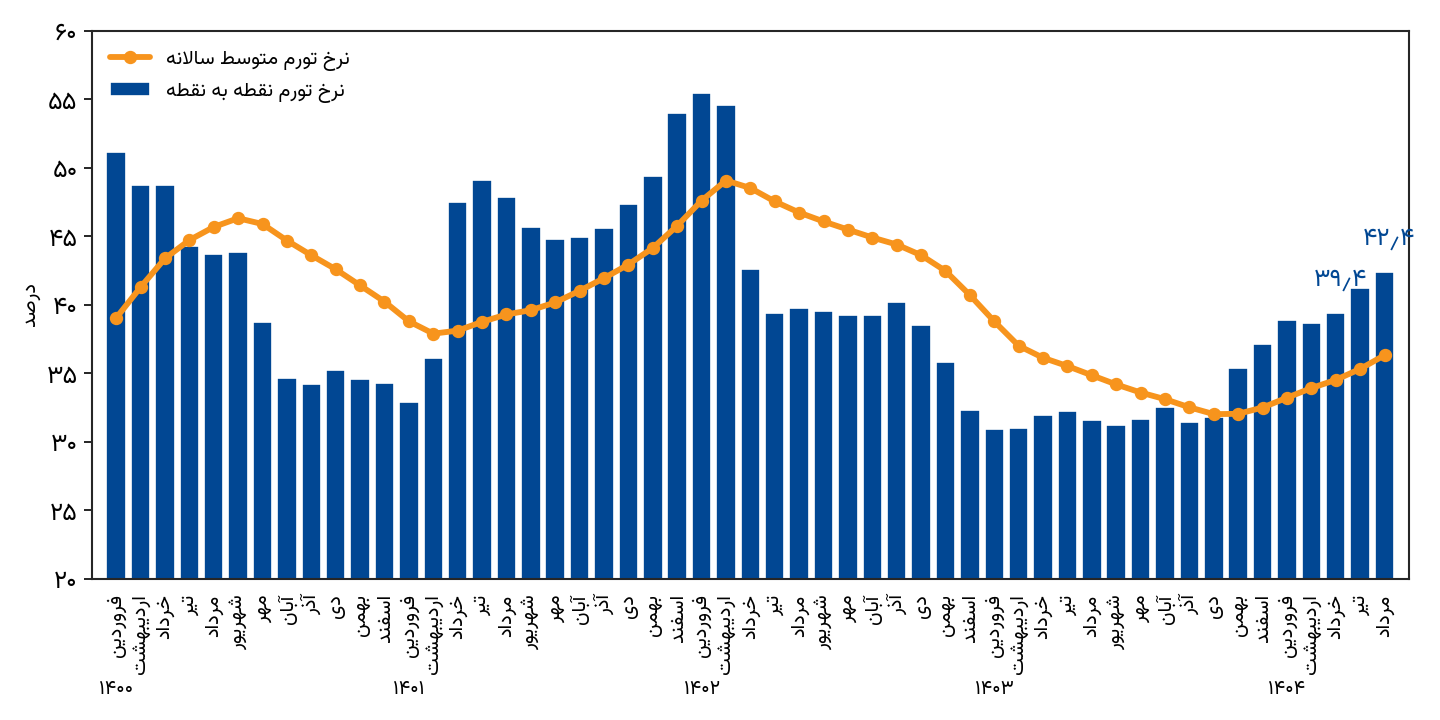 نرخ تورم متوسط سالانه
نرخ تورم نقطه به نقطه
درصد
۶۰
۵۵
۵۰
۴۵
۴۰
۳۵
۳۰
۲۵
۲۰
۴۲٫۴
۳۹٫۴
فروردین
اردیبهشت
خرداد
تیر
مرداد
شهریور
مهر
آبان
آذر
دی
بهمن
اسفند
فروردین
اردیبهشت
خرداد
تیر
مرداد
شهریور
مهر
آبان
آذر
دی
بهمن
اسفند
فروردین
اردیبهشت
خرداد
تیر
مرداد
شهریور
مهر
آبان
آذر
دی
بهمن
اسفند
فروردین
اردیبهشت
خرداد
تیر
مرداد
شهریور
مهر
آبان
آذر
دی
بهمن
اسفند
فروردین
اردیبهشت
خرداد
تیر
مرداد
۱۴۰۰
۱۴۰۱
۱۴۰۲
۱۴۰۳
۱۴۰۴